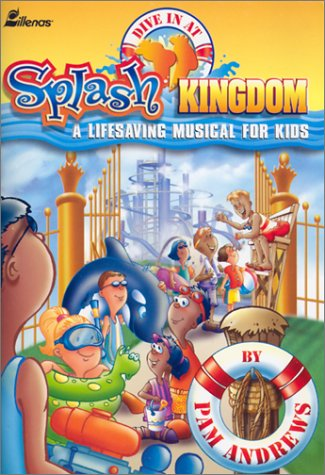 Lillenas®
DIVE IN AT
Splash
KINGDOM
A LIFESAVING MUSICAL FOR KIDS
BY
PAM ANDREWS